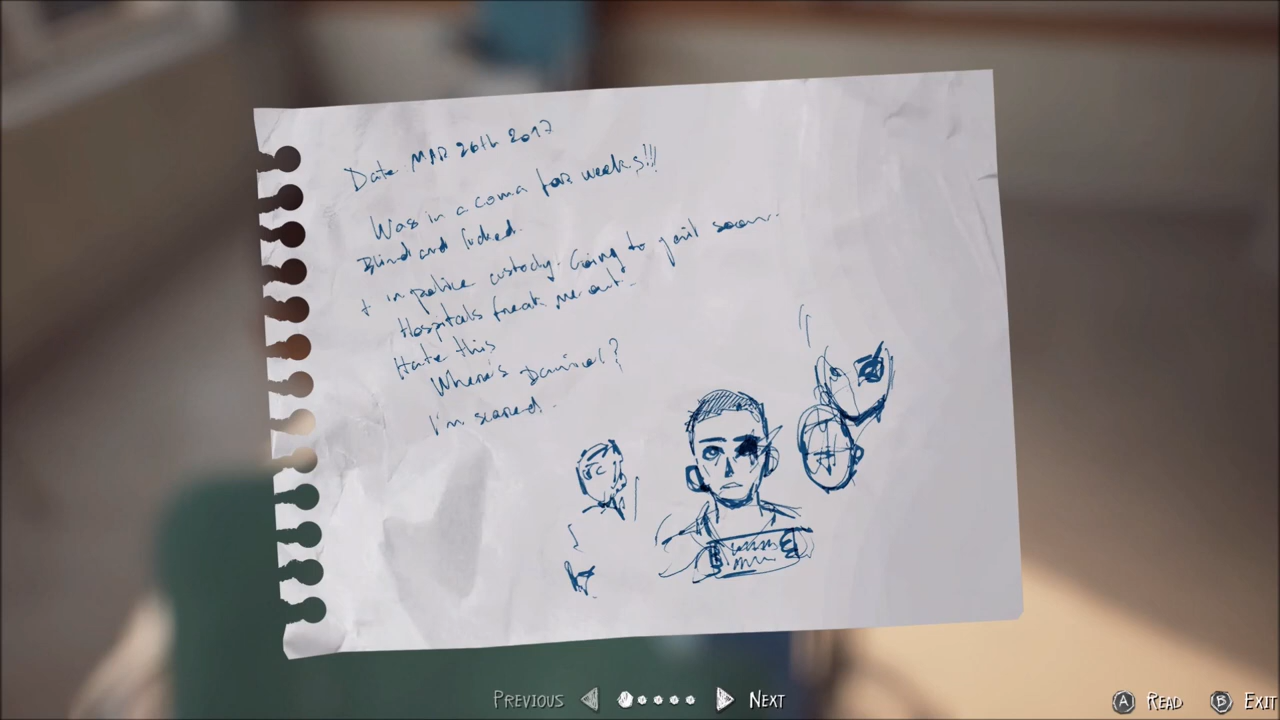 Date MAR 26th 2017
Was in a coma for weeks!!!
Blind and fucked.
+ in police custody. Going to jail soon.
Hospitals freak me out.
Hate this
Where's Daniel?
I'm scared.
PREVIOUS NEXT
A READ B EXIT